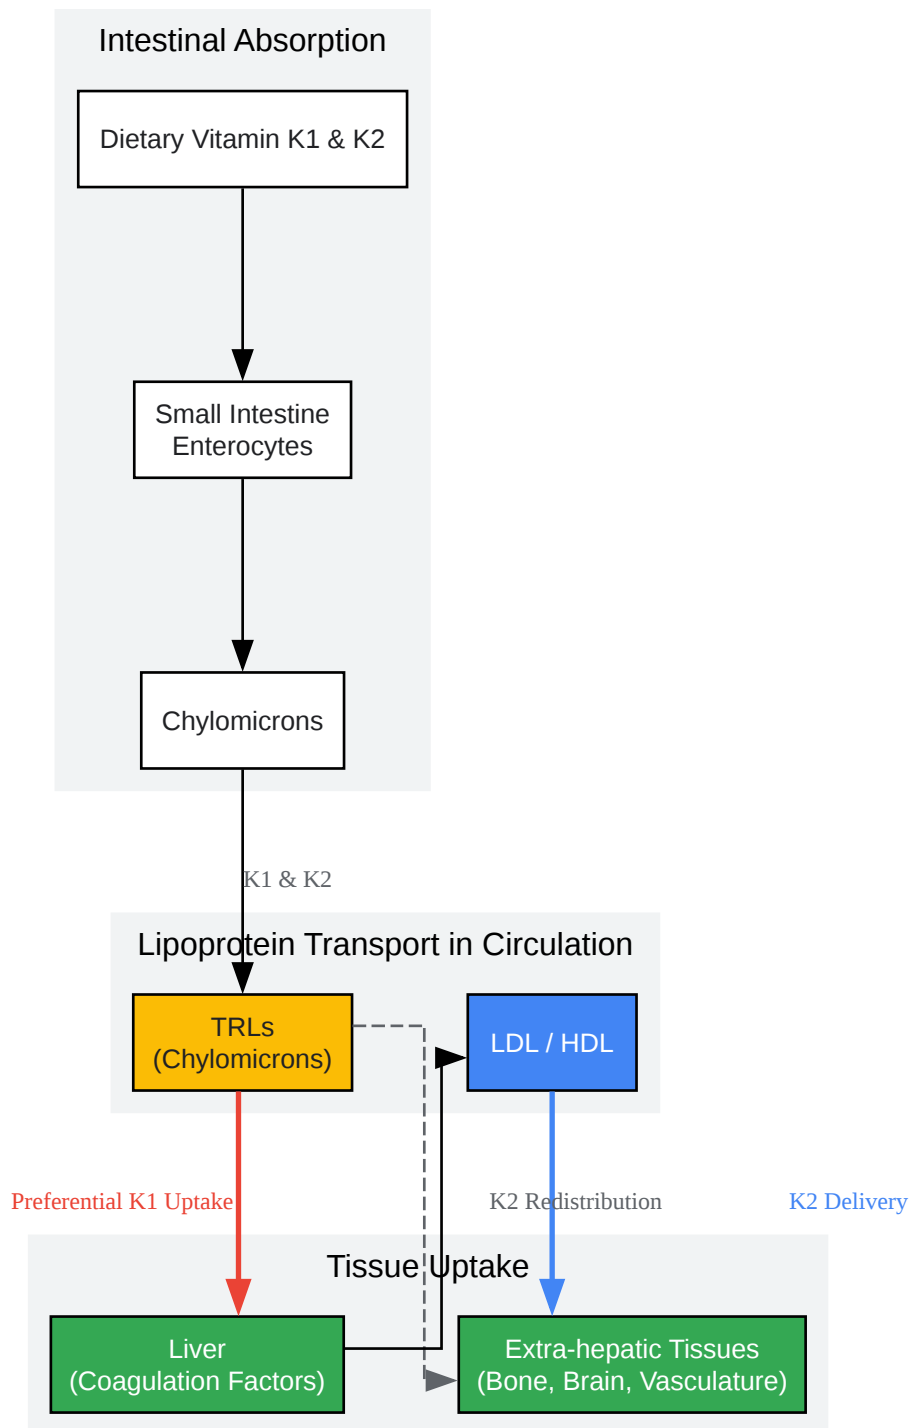 Intestinal Absorption
Dietary Vitamin K1 & K2
Small Intestine
Enterocytes
Chylomicrons
K1 & K2
Lipoprotein Transport in Circulation
TRLs
(Chylomicrons)
LDL / HDL
Preferential K1 Uptake
K2 Redistribution
K2 Delivery
Tissue Uptake
Liver
(Coagulation Factors)
Extra-hepatic Tissues
(Bone, Brain, Vasculature)